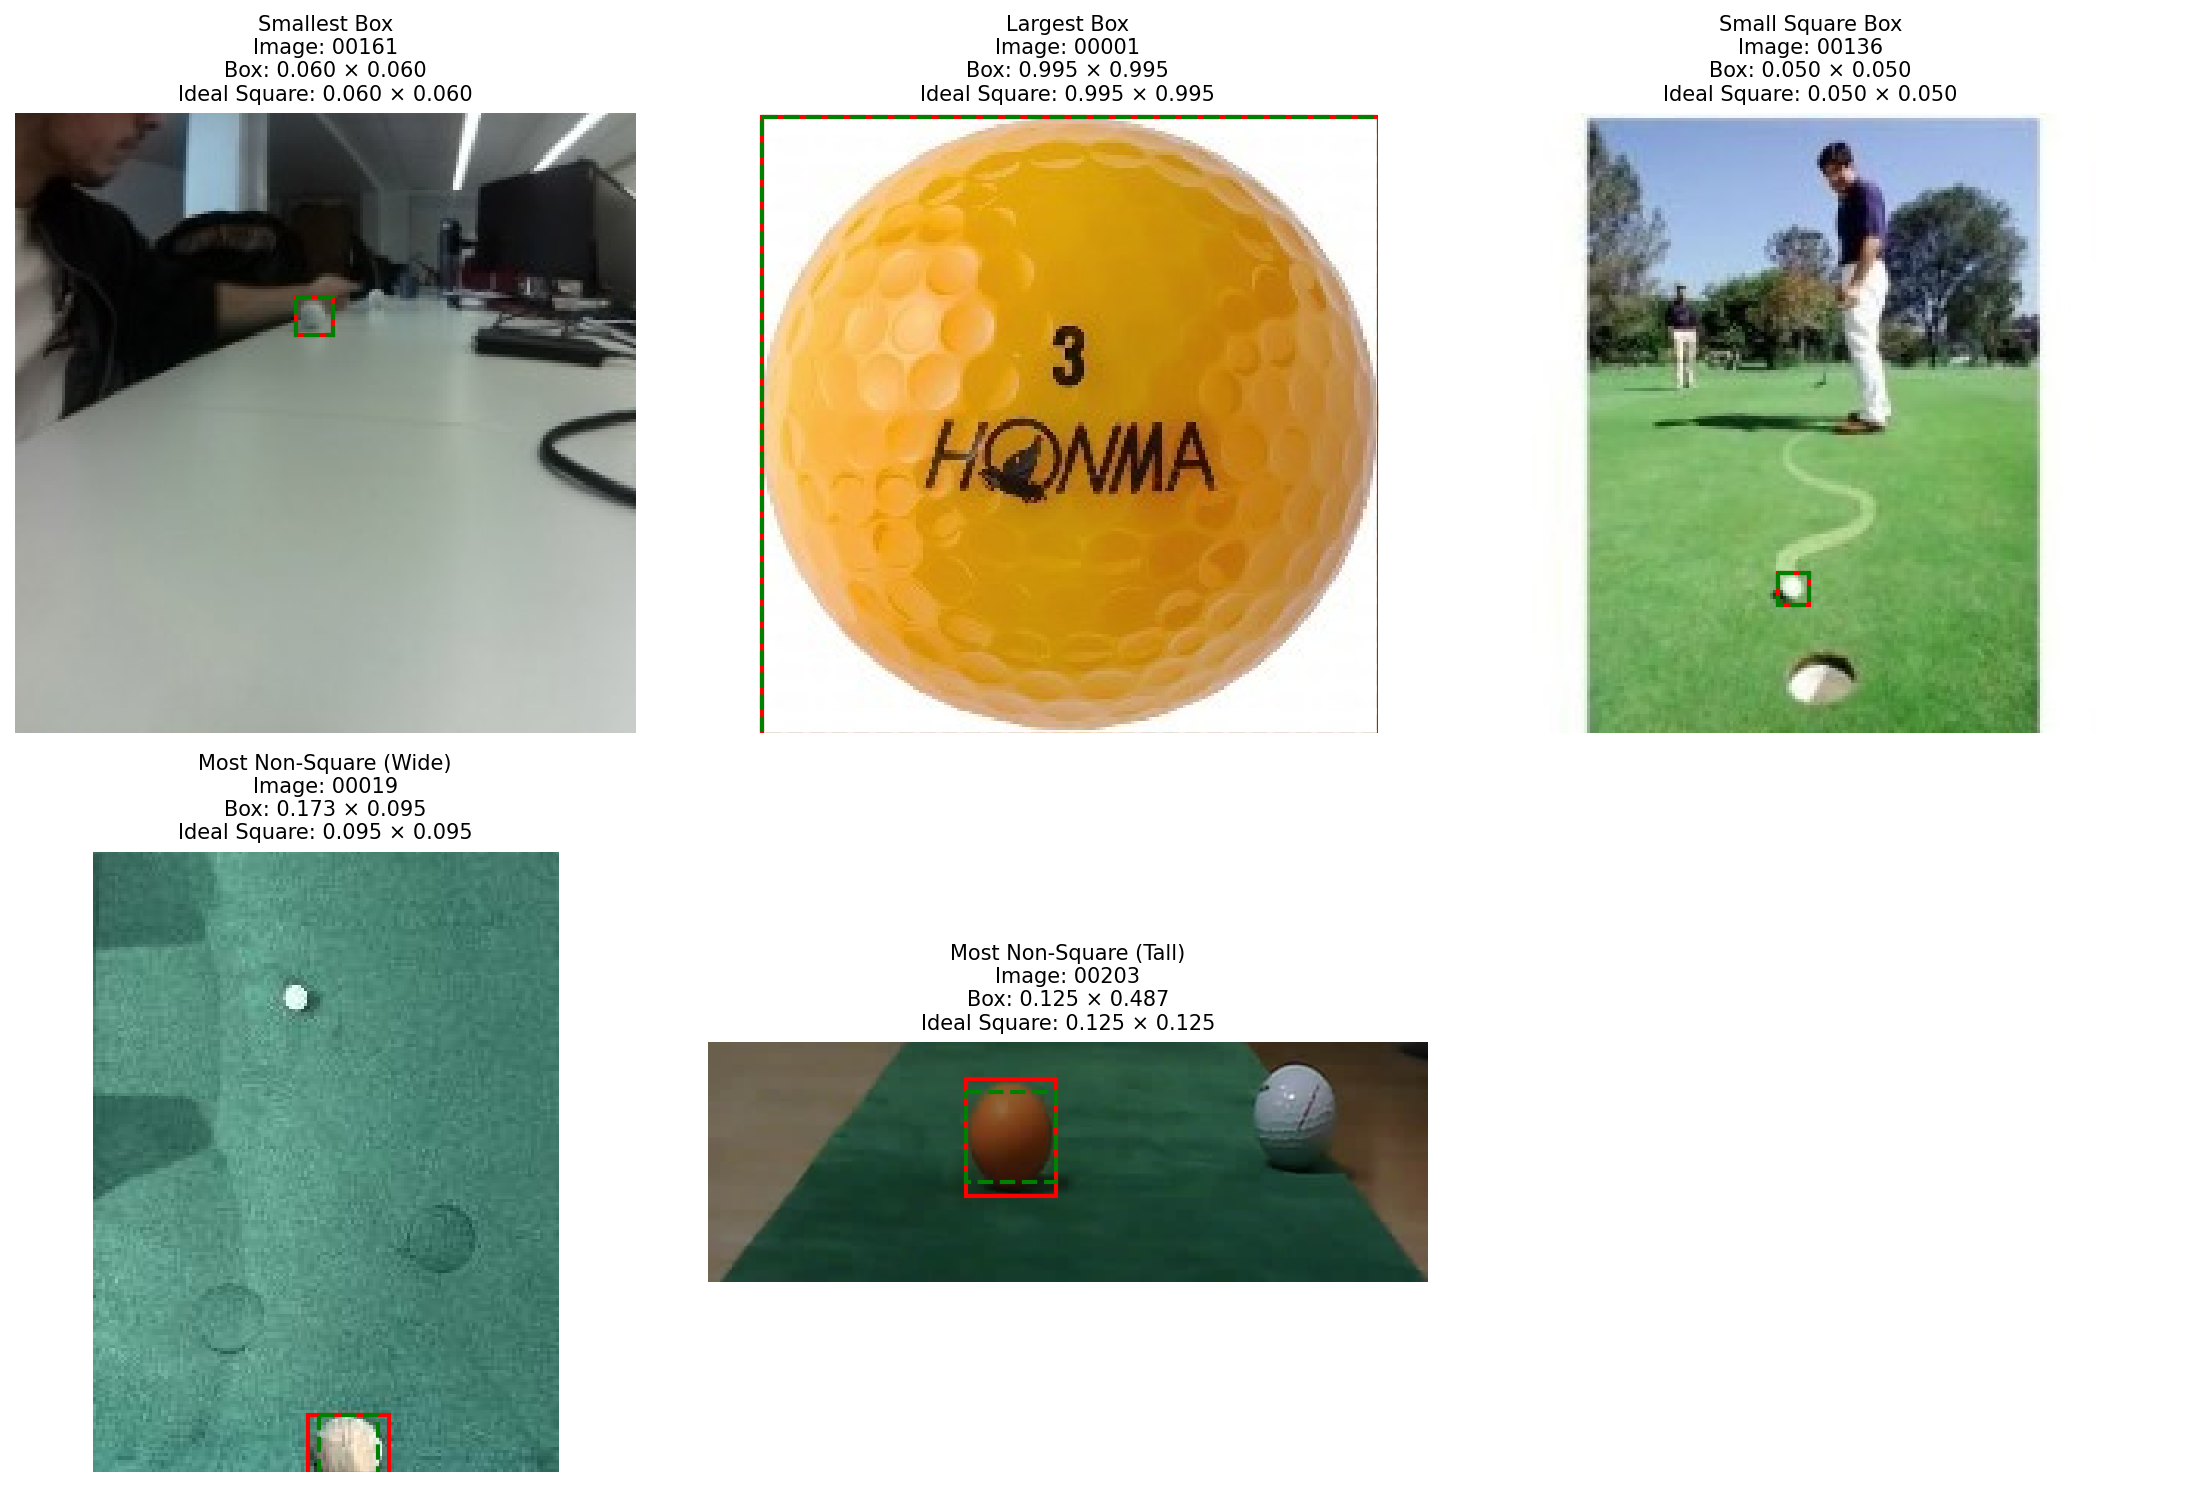 Smallest Box
Image: 00161
Box: 0.060 × 0.060
Ideal Square: 0.060 × 0.060
Largest Box
Image: 00001
Box: 0.995 × 0.995
Ideal Square: 0.995 × 0.995
3
HONMA
Small Square Box
Image: 00136
Box: 0.050 × 0.050
Ideal Square: 0.050 × 0.050
Most Non-Square (Wide)
Image: 00019
Box: 0.173 × 0.095
Ideal Square: 0.095 × 0.095
Most Non-Square (Tall)
Image: 00203
Box: 0.125 × 0.487
Ideal Square: 0.125 × 0.125